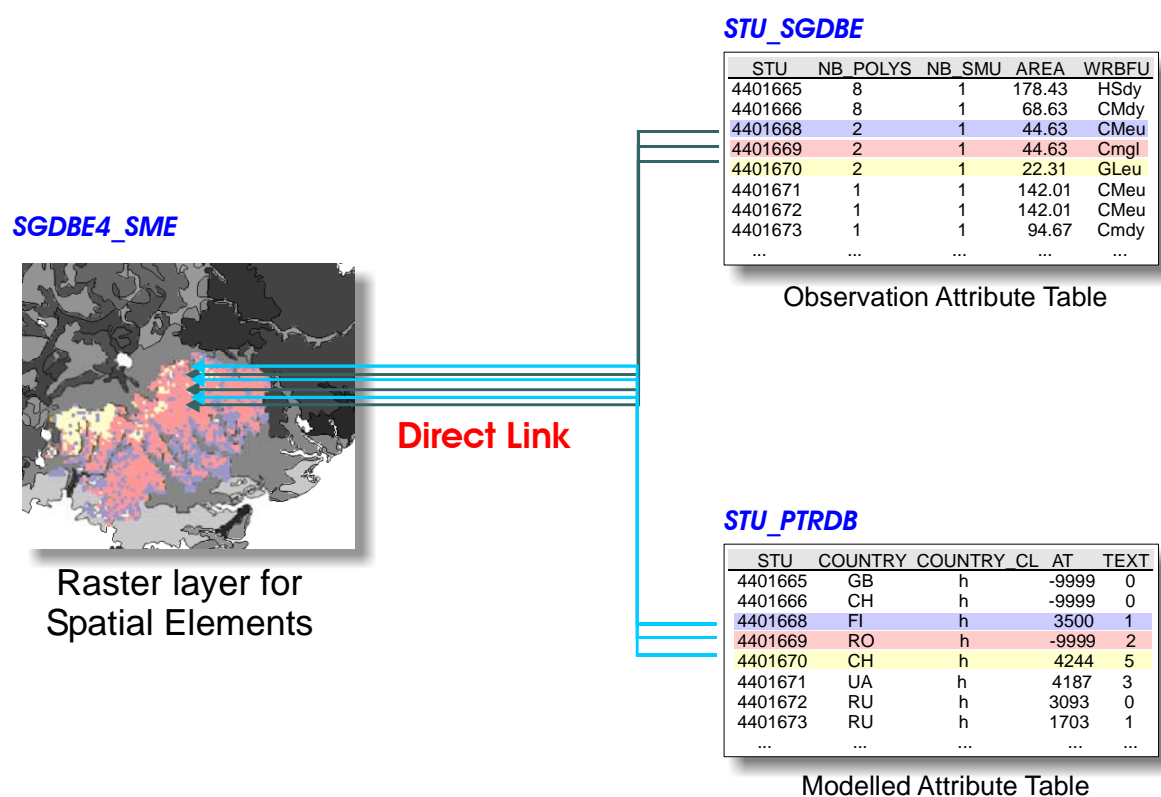 STU_SGDBE
STU NB_POLYS NB_SMU AREA WRBFU
4401665 8 1 178.43 HSdy
4401666 8 1 68.63 CMdy
4401668 2 1 44.63 CMeu
4401669 2 1 44.63 Cmgl
4401670 2 1 22.31 GLeu
4401671 1 1 142.01 CMeu
4401672 1 1 142.01 CMeu
4401673 1 1 94.67 Cmdy
... ... ... ... ...
Observation Attribute Table
SGDBE4_SME
Direct Link
Raster layer for
Spatial Elements
STU_PTRDB
STU COUNTRY COUNTRY_CL AT TEXT
4401665 GB h -9999 0
4401666 CH h -9999 0
4401668 FI h 3500 1
4401669 RO h -9999 2
4401670 CH h 4244 5
4401671 UA h 4187 3
4401672 RU h 3093 0
4401673 RU h 1703 1
... ... ... ... ...
Modelled Attribute Table